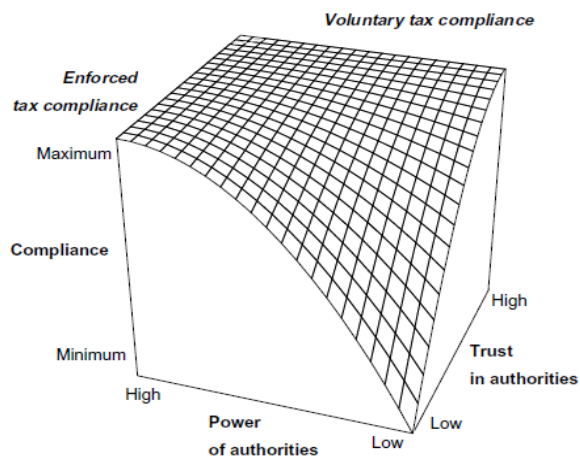 Voluntary tax compliance
Enforced
tax compliance
Maximum
Compliance
Minimum
High
Power
of authorities
Low
Low
Trust
in authorities
High